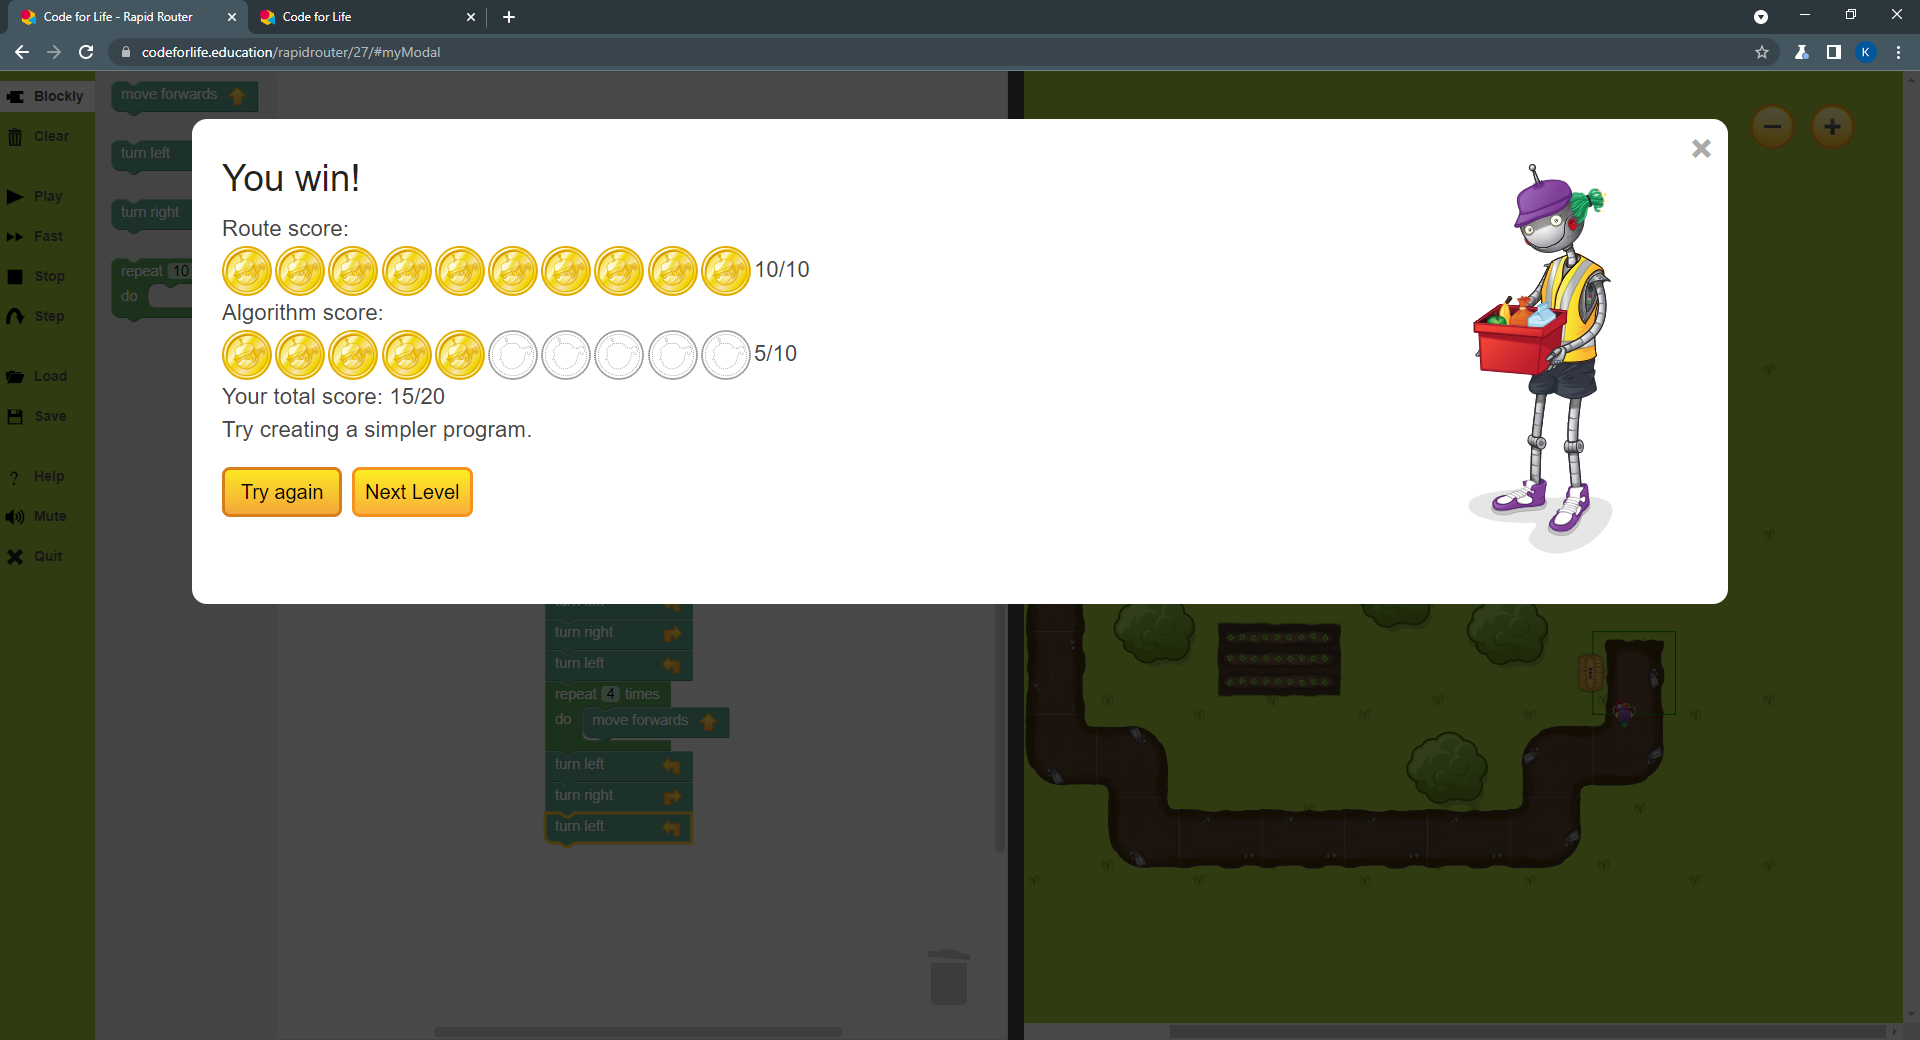 Code for Life - Rapid Router
Code for Life
codeforlife.education/rapidrouter/27/#myModal
K
Blockly
Clear
Play
Fast
Stop
Step
Load
Save
? Help
Mute
Quit
move forwards
turn left
turn right
repeat 10
do
You win!
Route score:
10/10
Algorithm score:
5/10
Your total score: 15/20
Try creating a simpler program.
Try again
Next Level
turn right
turn left
repeat 4 times
do move forwards
turn left
turn right
turn left